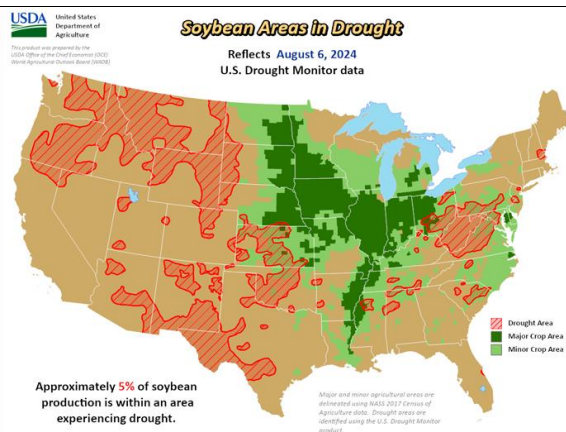 USDA
United States
Department of
Agriculture
This product was prepared by the
USDA Office of the Chief Economist (OCE)
World Agricultural Outlook Board (WAOB)
Soybean Areas in Drought
Reflects August 6, 2024
U.S. Drought Monitor data
Drought Area
Major Crop Area
Minor Crop Area
Approximately 5% of soybean
production is within an area
experiencing drought.
Major and minor agricultural areas are
delineated using NASS 2017 Census of
Agriculture data. Drought areas are
identified using the U.S. Drought Monitor
product.